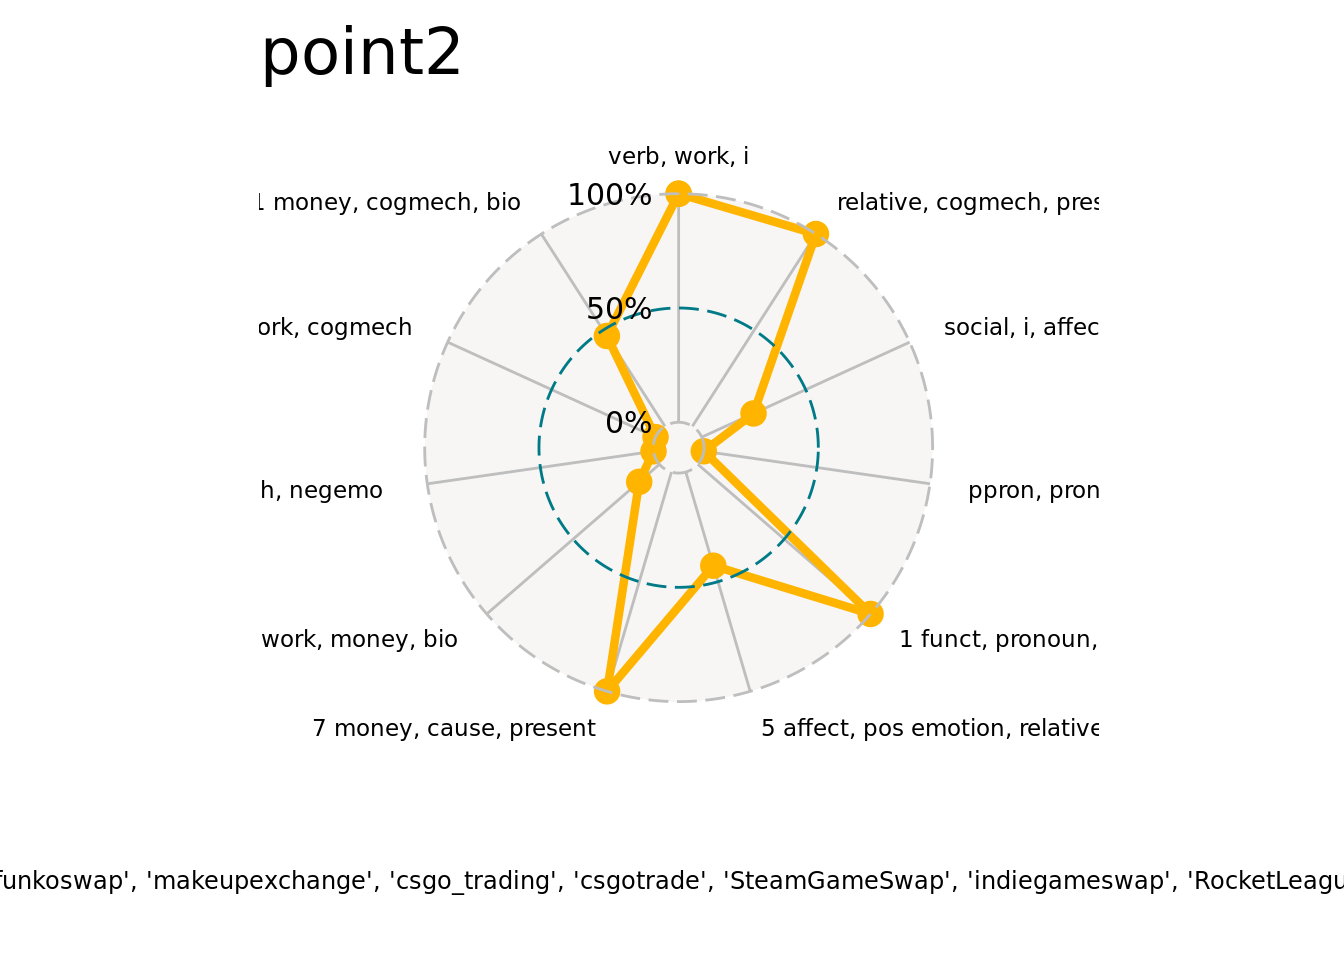 point2
verb, work, i
100%
money, cogmech, bio
relative, cogmech, pres
50%
ork, cogmech
social, i, affec
0%
h, negemo
ppron, pron
work, money, bio
1 funct, pronoun,
7 money, cause, present
5 affect, pos emotion, relative
funkoswap', 'makeupexchange', 'csgo_trading', 'csgotrade', 'SteamGameSwap', 'indiegameswap', 'RocketLeagu